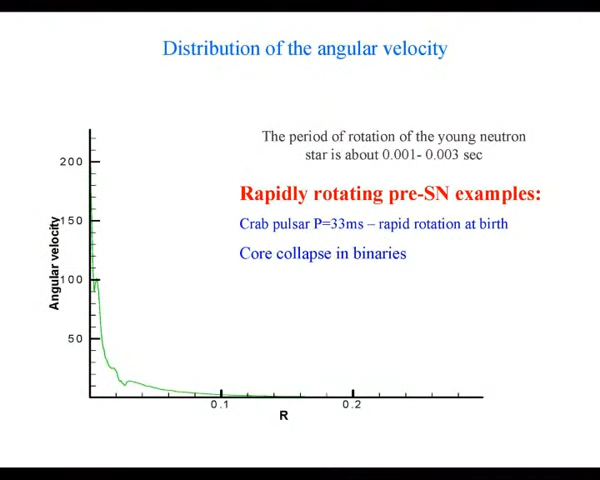 Distribution of the angular velocity
The period of rotation of the young neutron
star is about 0.001- 0.003 sec
Rapidly rotating pre-SN examples:
Crab pulsar P=33ms – rapid rotation at birth
Core collapse in binaries
Angular velocity
200
150
100
50
0.1
0.2
R